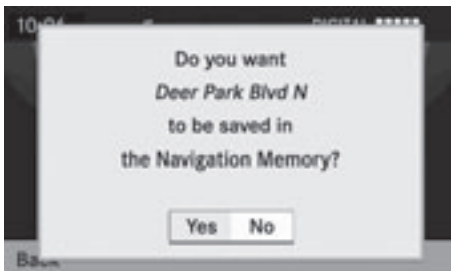 Do you want
Deer Park Blvd N
to be saved in
the Navigation Memory?
Yes No